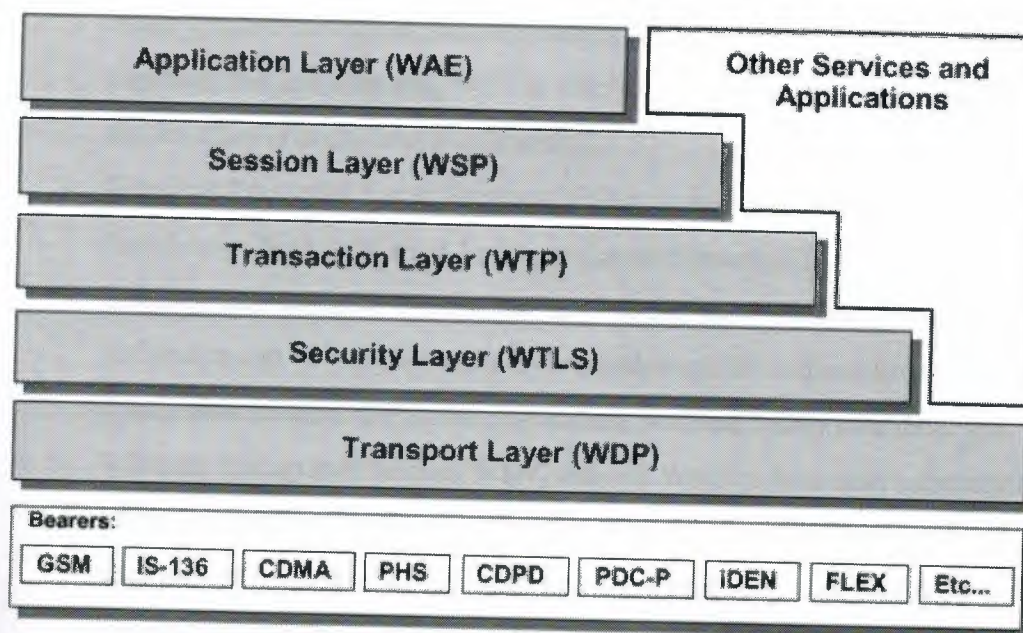 Application Layer (WAE)
Other Services and
Applications
Session Layer (WSP)
Transaction Layer (WTP)
Security Layer (WTLS)
Transport Layer (WDP)
Bearers:
GSM
IS-136
CDMA
PHS
CDPD
PDC-P
IDEN
FLEX
Etc...